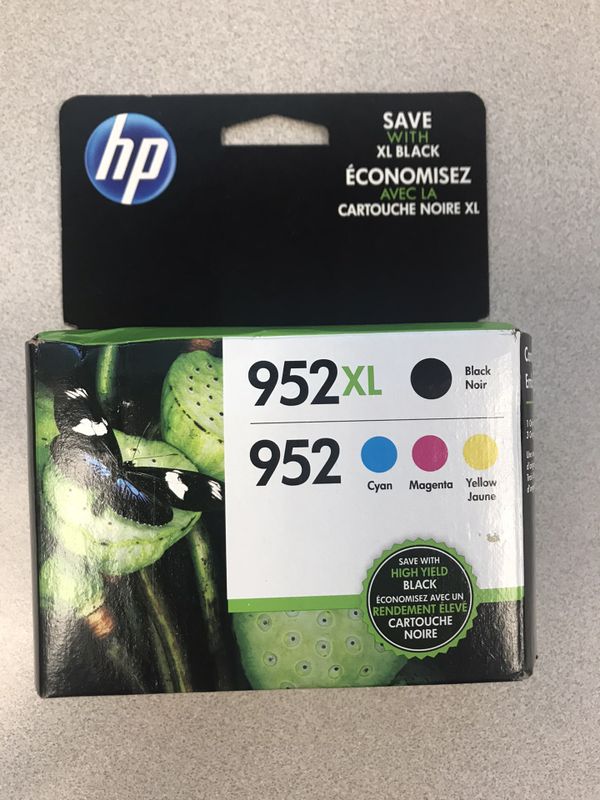 hp
SAVE
WITH
XL BLACK
ÉCONOMISEZ
AVEC LA
CARTOUCHE NOIRE XL
952XL
Black
Noir
952
Cyan
Magenta
Yellow
Jaune
SAVE WITH
HIGH YIELD
BLACK
ÉCONOMISEZ AVEC UN
RENDEMENT ÉLEVÉ
CARTOUCHE
NOIRE